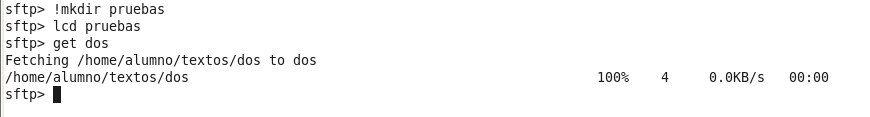 sftp> !mkdir pruebas
sftp> lcd pruebas
sftp> get dos
Fetching /home/alumno/textos/dos to dos
/home/alumno/textos/dos 100% 4 0.0KB/s 00:00
sftp>